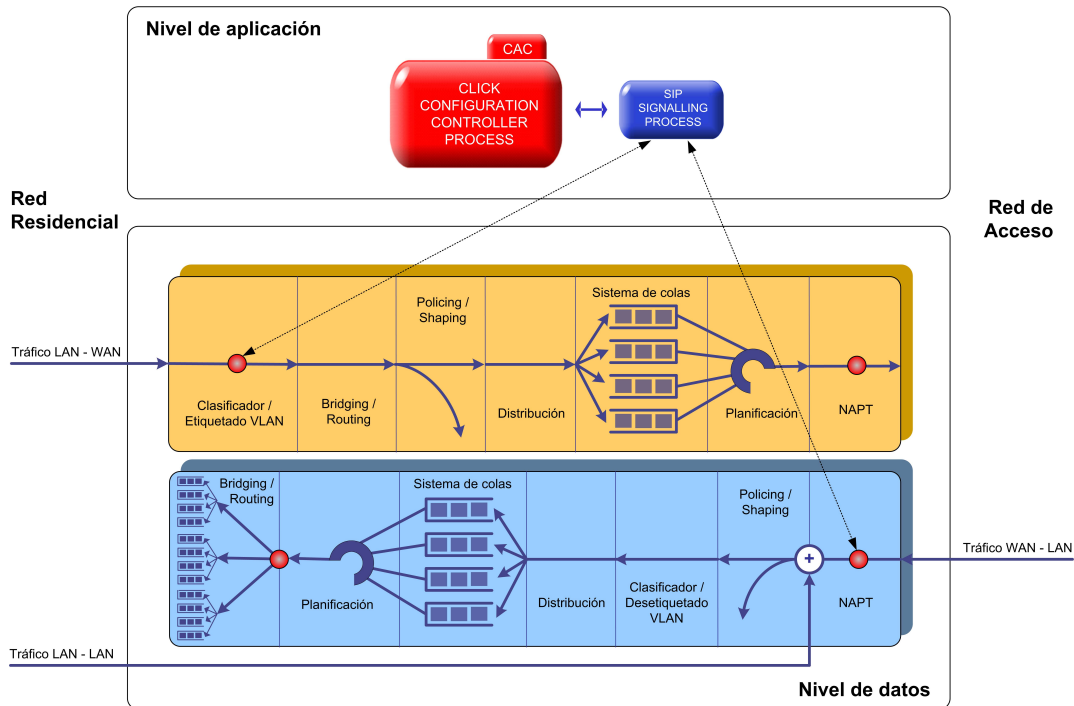 Nivel de aplicación
CAC
CLICK
CONFIGURATION
CONTROLLER
PROCESS
SIP
SIGNALLING
PROCESS
Red
Residencial
Red de
Acceso
Policing /
Shaping
Sistema de colas
Tráfico LAN - WAN
Clasificador /
Etiquetado VLAN
Bridging /
Routing
Distribución
Planificación
NAPT
Bridging /
Routing
Sistema de colas
Policing /
Shaping
+
Tráfico WAN - LAN
Planificación
Distribución
Clasificador /
Desetiquetado
VLAN
NAPT
Tráfico LAN - LAN
Nivel de datos